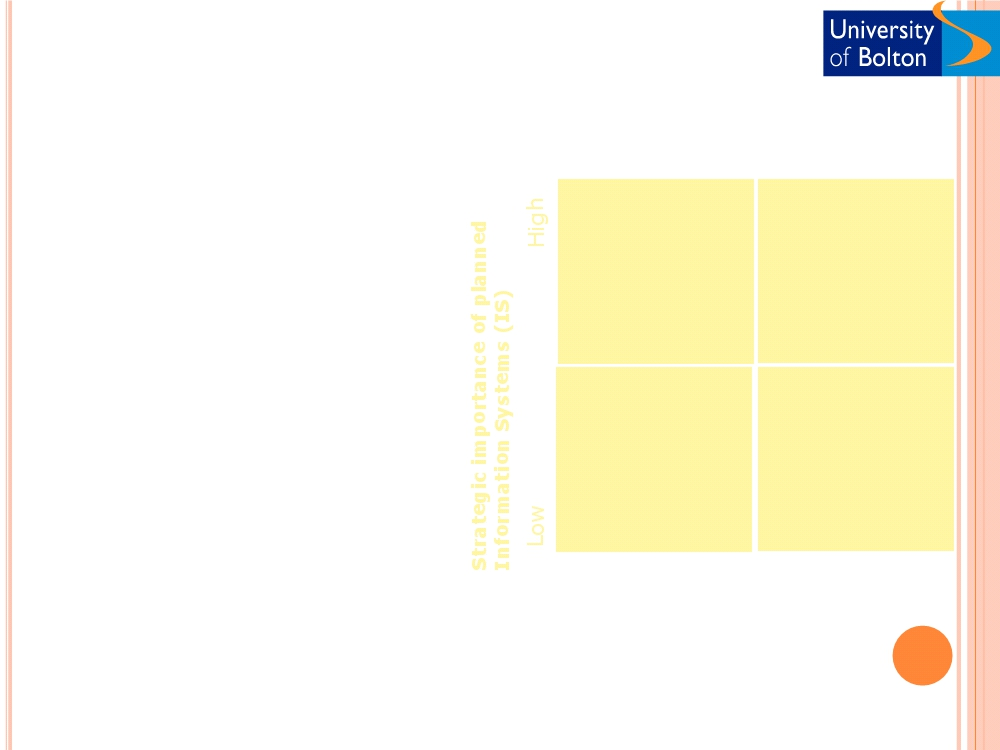 University
of Bolton
Strategic importance of planned
Information Systems (IS)
High
Low